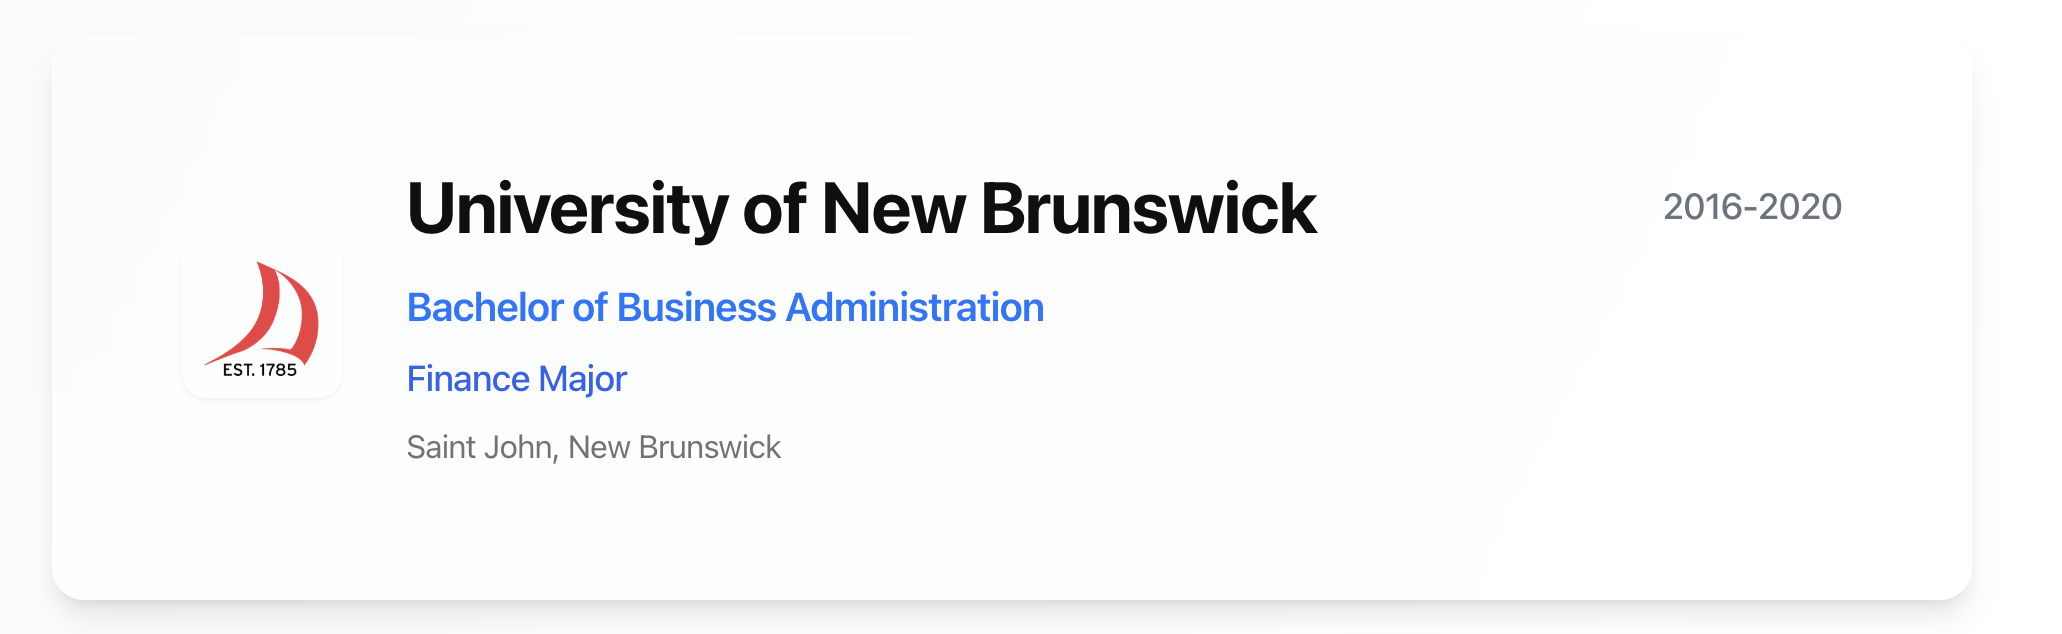 University of New Brunswick
2016-2020
Bachelor of Business Administration
Finance Major
Saint John, New Brunswick
EST. 1785